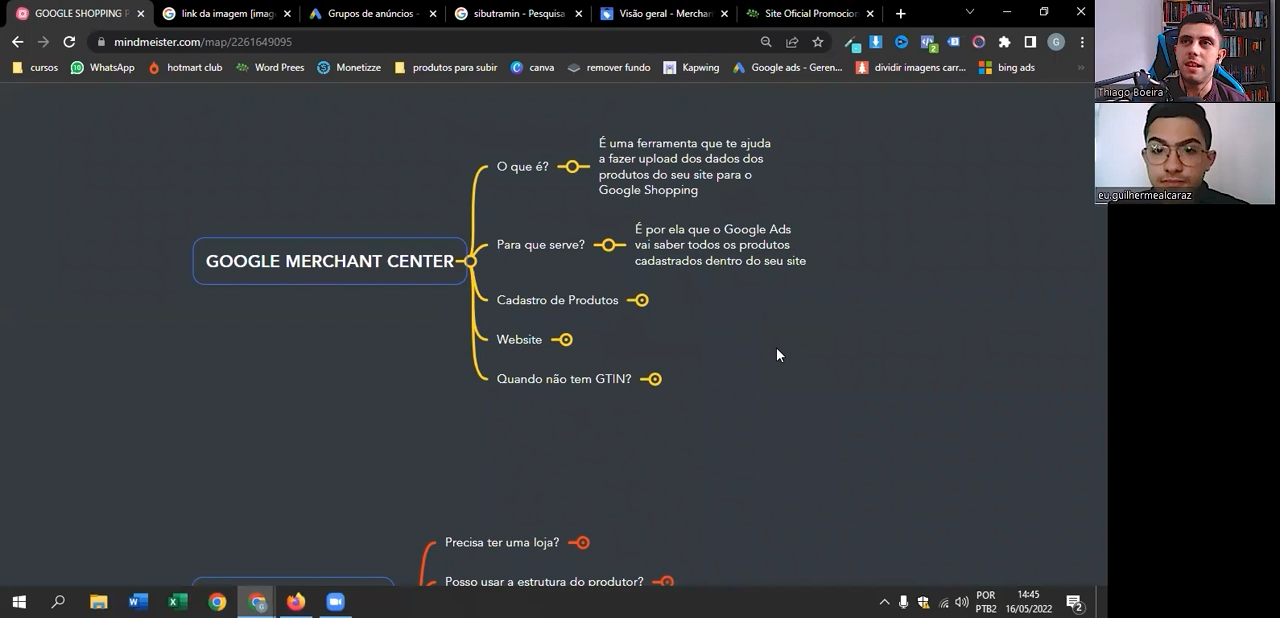 GOOGLE SHOPPING P
link da imagem [imag
Grupos de anúncios -
sibutramin - Pesquisa
Visão geral - Merchan
Site Oficial Promocion
mindmeister.com/map/2261649095
G
cursos
10
WhatsApp
hotmart club
Word Prees
Monetizze
produtos para subir
canva
remover fundo
Kapwing
Google ads - Geren...
dividir imagens carr...
bing ads
»
Thiago Boeira
eu.guilhermealcaraz
O que é?
É uma ferramenta que te ajuda
a fazer upload dos dados dos
produtos do seu site para o
Google Shopping
Para que serve?
É por ela que o Google Ads
vai saber todos os produtos
cadastrados dentro do seu site
GOOGLE MERCHANT CENTER
Cadastro de Produtos
Website
Quando não tem GTIN?
Precisa ter uma loja?
Posso usar a estrutura do produtor?
POR
PTB2
14:45
16/05/2022
2